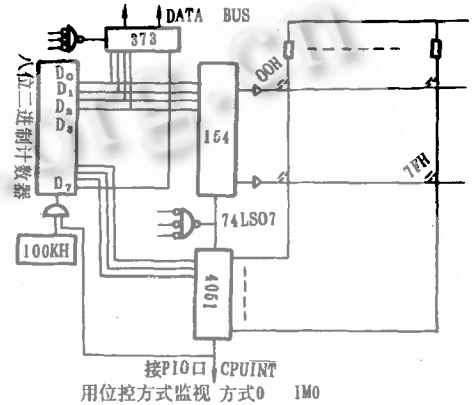 DATA BUS
373
八位二进制计数器
D0
D1
D2
D3
D7
154
00H
7FH
74LS07
100KH
4051
接PIO口 CPUINT
用位控方式监视 方式0 IM0